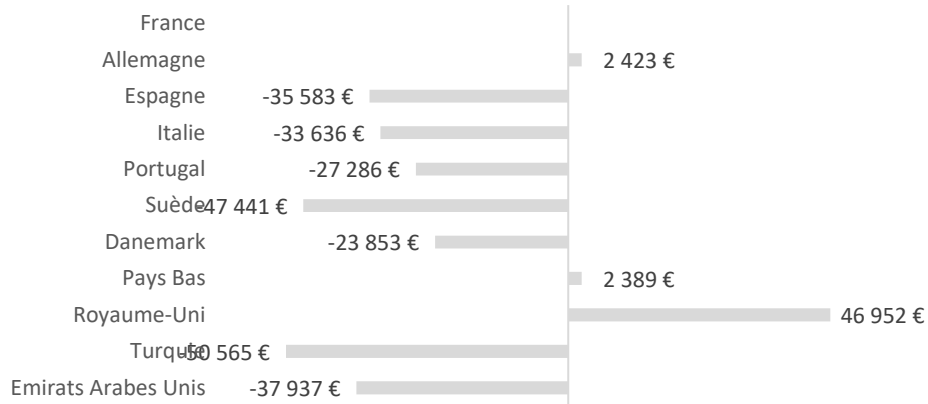 France
Allemagne 2 423 €
Espagne -35 583 €
Italie -33 636 €
Portugal -27 286 €
Suède -47 441 €
Danemark -23 853 €
Pays Bas 2 389 €
Royaume-Uni 46 952 €
Turquie -50 565 €
Emirats Arabes Unis -37 937 €